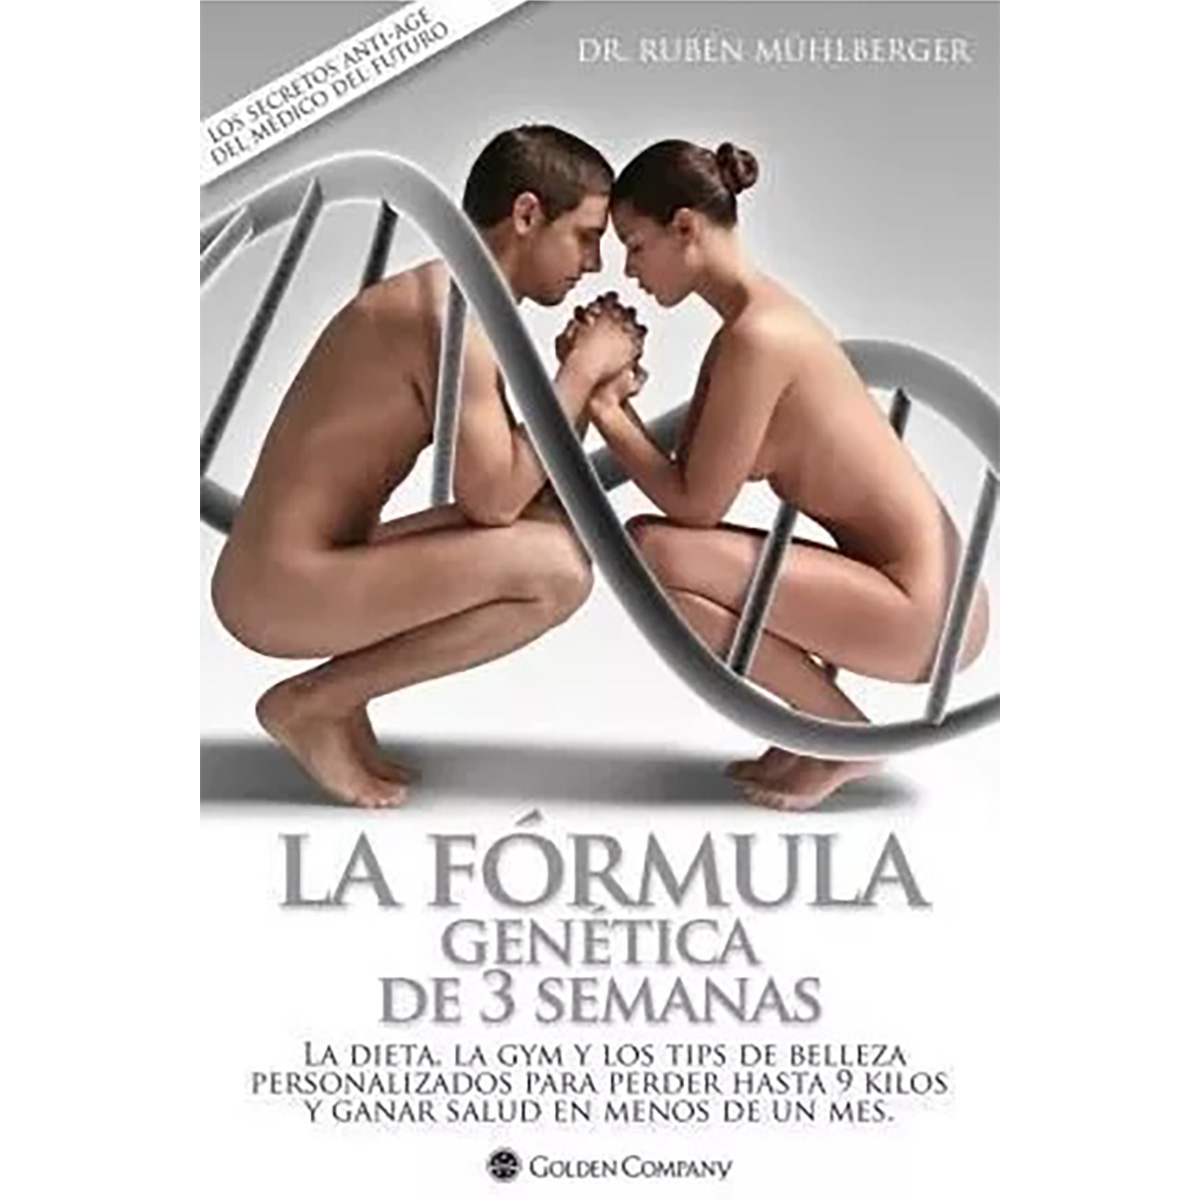 LOS SECRETOS ANTI-AGE
DEL MÉDICO DEL FUTURO
DR. RUBÉN MÜHLBERGER
LA FÓRMULA
GENÉTICA
DE 3 SEMANAS
LA DIETA, LA GYM Y LOS TIPS DE BELLEZA
PERSONALIZADOS PARA PERDER HASTA 9 KILOS
Y GANAR SALUD EN MENOS DE UN MES.
GOLDEN COMPANY